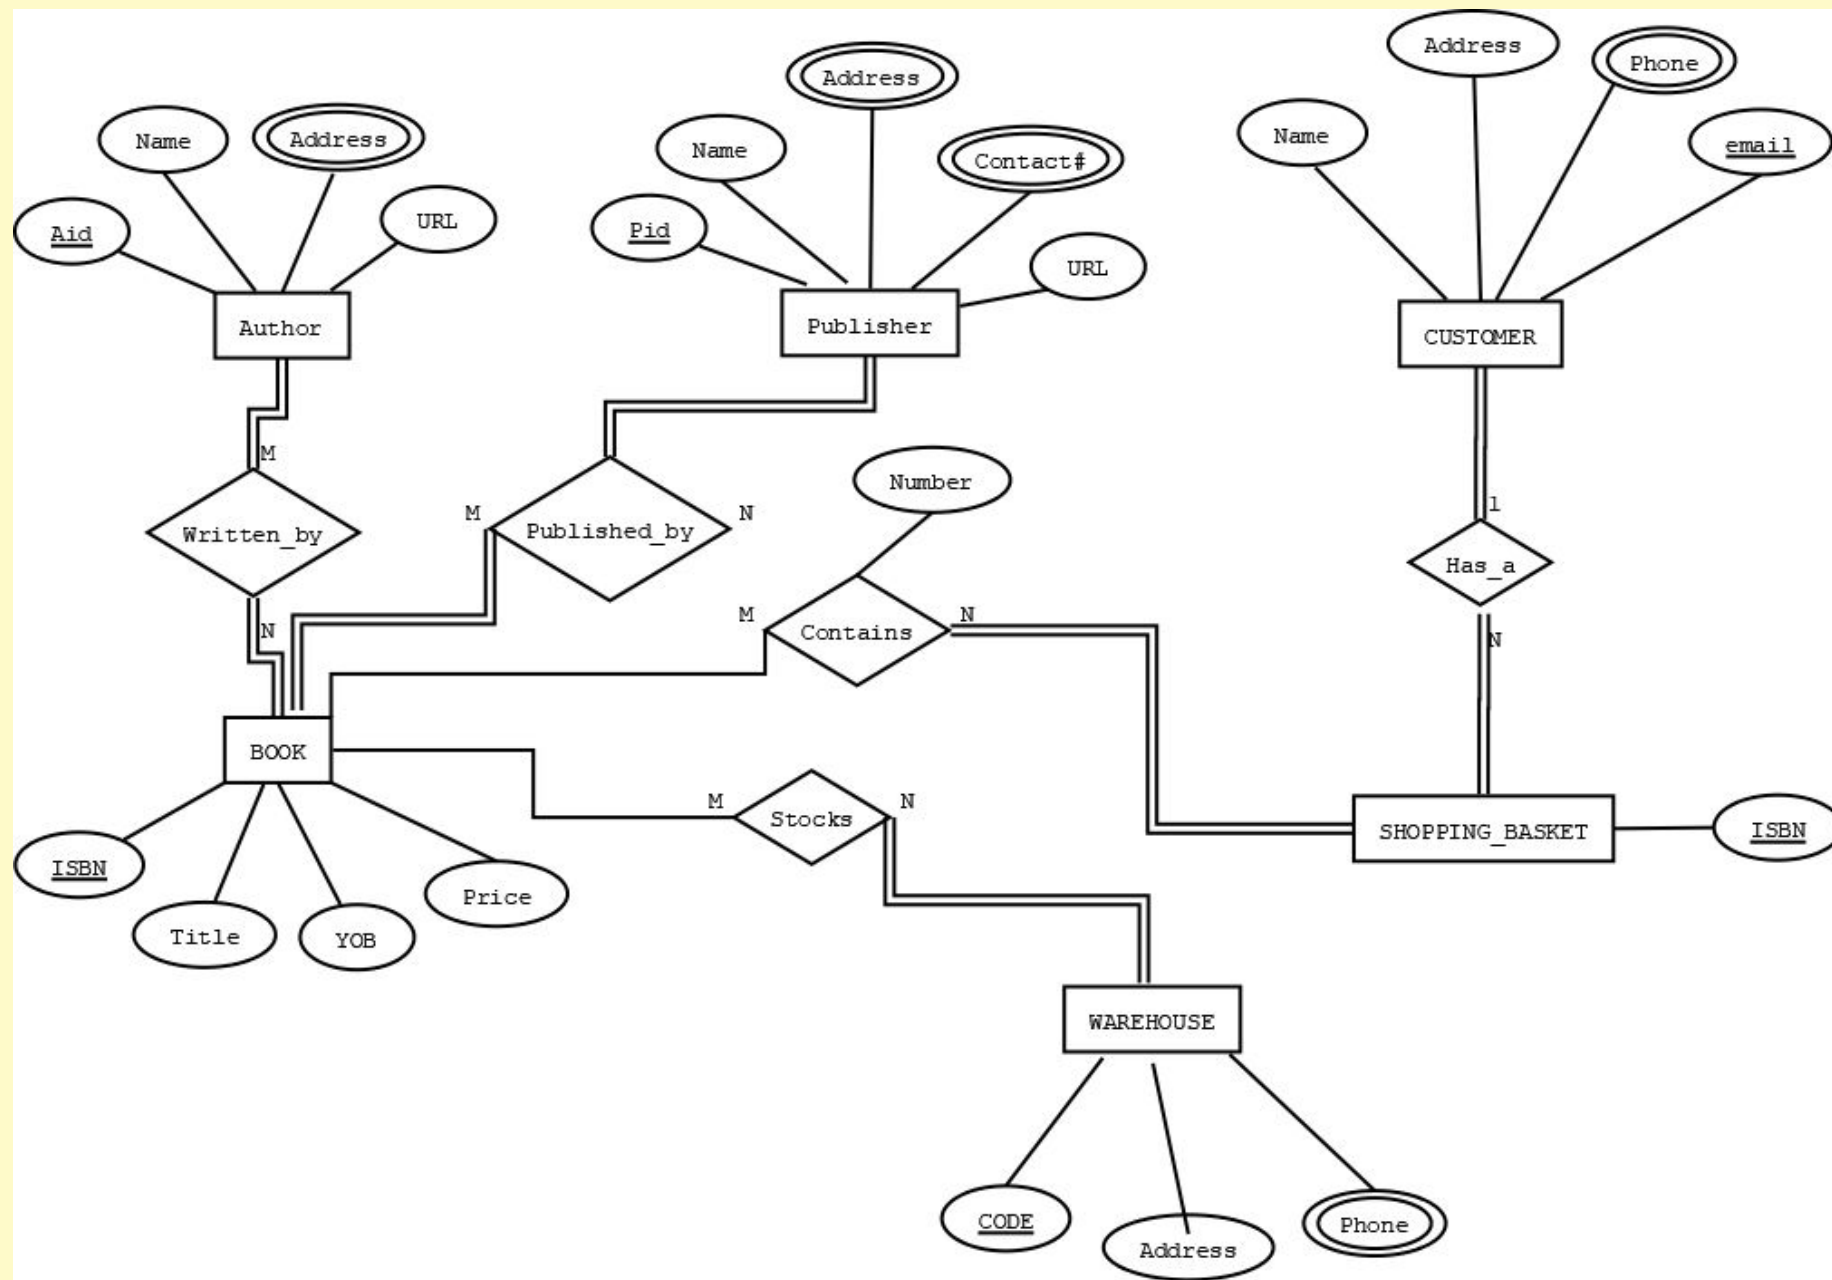 Address
Phone
Name
email
Address
Name
Contact#
Pid
URL
Name
Address
Aid
URL
Author
Publisher
CUSTOMER
M
Written_by
N
M
Published_by
N
Number
M
Contains
N
1
Has_a
N
BOOK
ISBN
Title
YOB
Price
M
Stocks
N
SHOPPING_BASKET
ISBN
WAREHOUSE
CODE
Address
Phone